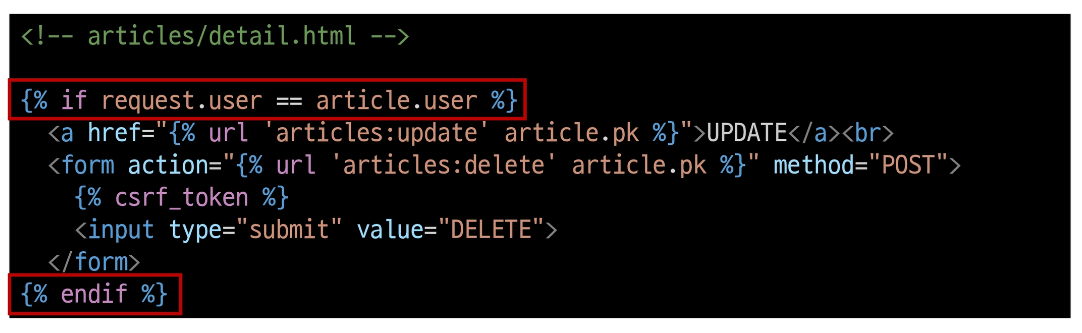 <!-- articles/detail.html -->
{% if request.user == article.user %}
<a href="{% url 'articles:update' article.pk %}">UPDATE</a><br>
<form action="{% url 'articles:delete' article.pk %}" method="POST">
{% csrf_token %}
<input type="submit" value="DELETE">
</form>
{% endif %}